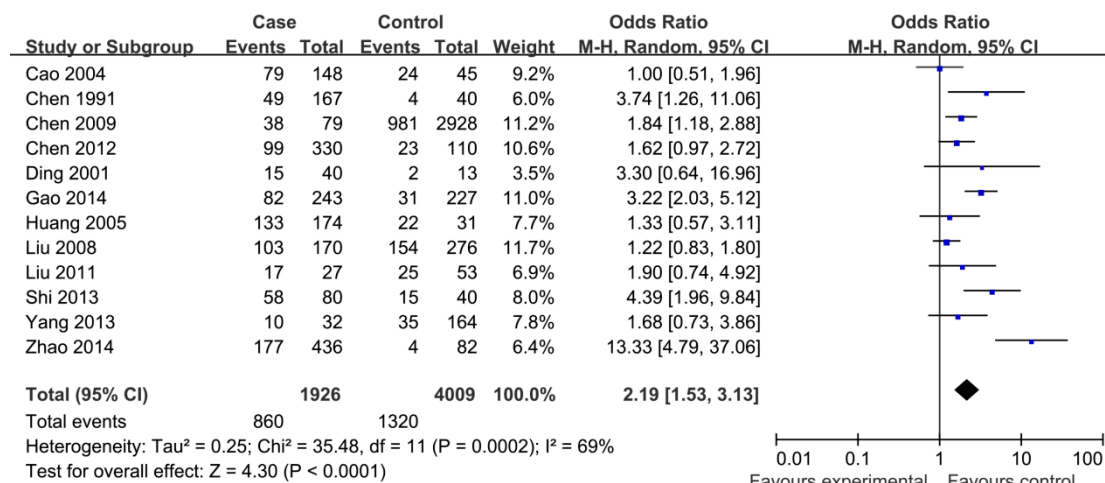 Case Control Odds Ratio Odds Ratio
Study or Subgroup Events Total Events Total Weight M-H, Random, 95% CI M-H, Random, 95% CI
Cao 2004 79 148 24 45 9.2% 1.00 [0.51, 1.96]
Chen 1991 49 167 4 40 6.0% 3.74 [1.26, 11.06]
Chen 2009 38 79 981 2928 11.2% 1.84 [1.18, 2.88]
Chen 2012 99 330 23 110 10.6% 1.62 [0.97, 2.72]
Ding 2001 15 40 2 13 3.5% 3.30 [0.64, 16.96]
Gao 2014 82 243 31 227 11.1% 3.22 [2.03, 5.12]
Huang 2005 133 174 22 31 7.7% 1.33 [0.57, 3.11]
Liu 2008 103 170 154 276 11.7% 1.22 [0.83, 1.80]
Liu 2011 17 27 25 53 6.9% 1.90 [0.74, 4.92]
Shi 2013 58 80 15 40 8.0% 4.39 [1.96, 9.84]
Yang 2013 10 32 35 164 7.8% 1.68 [0.73, 3.86]
Zhao 2014 177 436 4 82 6.4% 13.33 [4.79, 37.06]
Total (95% CI) 1926 4009 100.0% 2.19 [1.53, 3.13]
Total events 860 1320
Heterogeneity: Tau² = 0.25; Chi² = 35.48, df = 11 (P = 0.0002); I² = 69%
Test for overall effect: Z = 4.30 (P < 0.0001)
0.01 0.1 1 10 100
Favours experimental Favours control